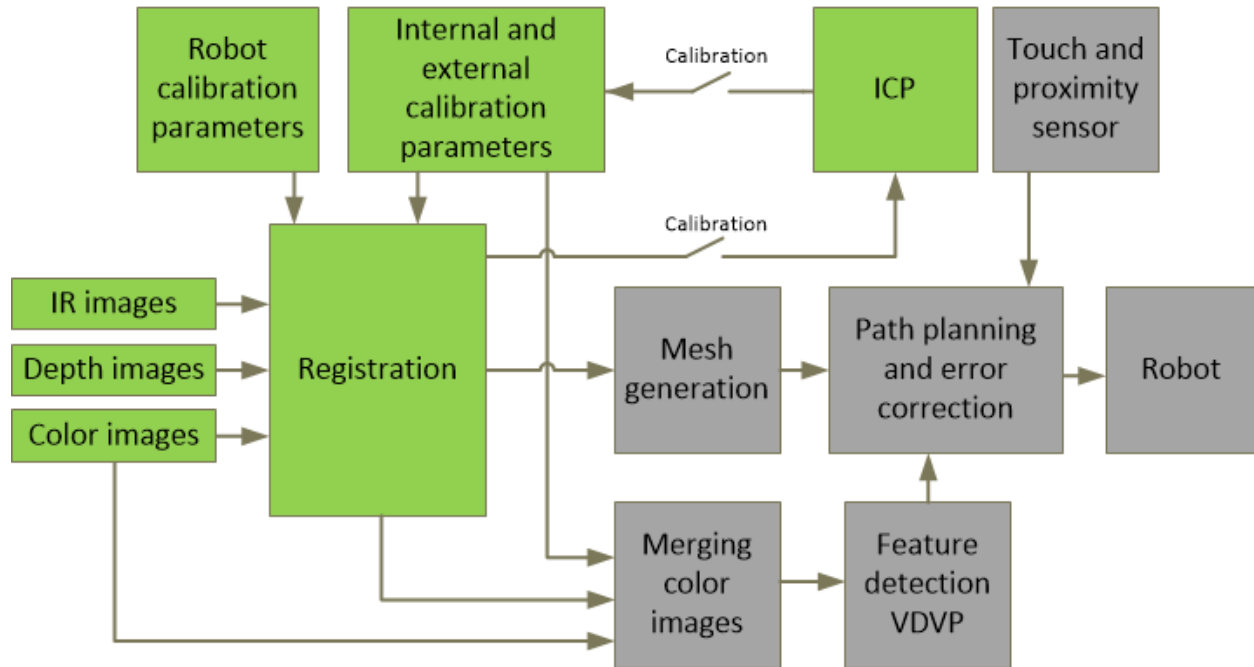 Robot
calibration
parameters
Internal and
external
calibration
parameters
Calibration
ICP
Touch and
proximity
sensor
Calibration
IR images
Depth images
Color images
Registration
Mesh
generation
Path planning
and error
correction
Robot
Merging
color
images
Feature
detection
VDVP